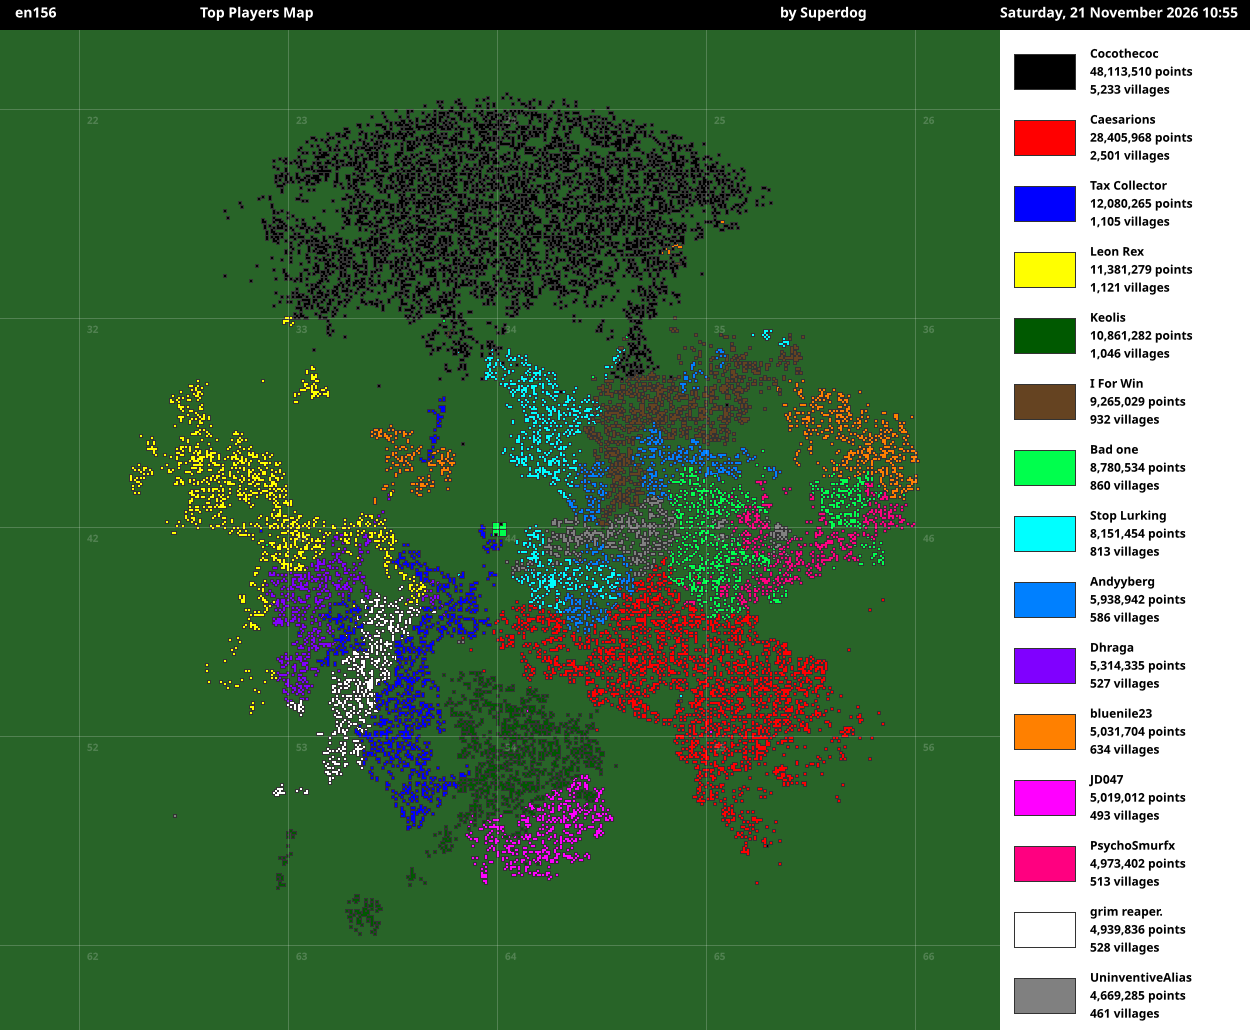 en156 Top Players Map by Superdog Saturday, 21 November 2026 10:55
22 23 24 25 26
32 33 34 35 36
42 44 46
52 53 54 55 56
62 63 64 65 66
Cocothecoc
48,113,510 points
5,233 villages
Caesarions
28,405,968 points
2,501 villages
Tax Collector
12,080,265 points
1,105 villages
Leon Rex
11,381,279 points
1,121 villages
Keolis
10,861,282 points
1,046 villages
I For Win
9,265,029 points
932 villages
Bad one
8,780,534 points
860 villages
Stop Lurking
8,151,454 points
813 villages
Andyyberg
5,938,942 points
586 villages
Dhraga
5,314,335 points
527 villages
bluenile23
5,031,704 points
634 villages
JD047
5,019,012 points
493 villages
PsychoSmurfx
4,973,402 points
513 villages
grim reaper.
4,939,836 points
528 villages
UninventiveAlias
4,669,285 points
461 villages